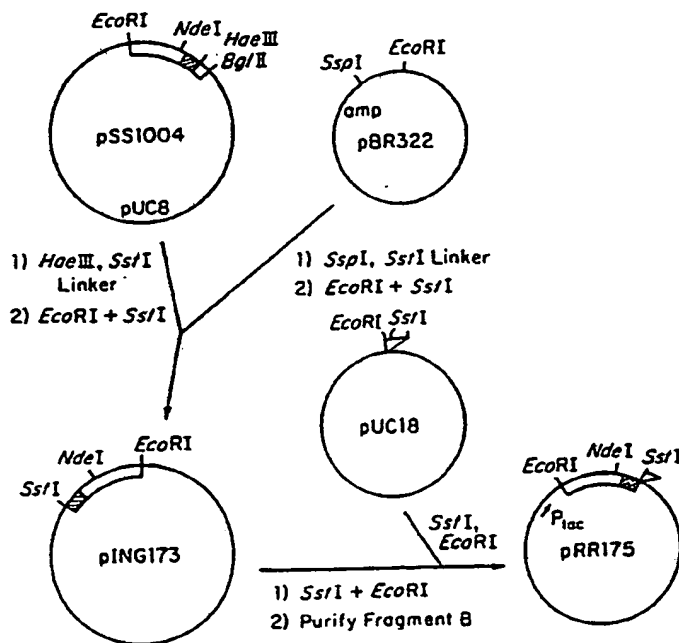 EcoRI
NdeI
HaeIII
BglII
pSS1004
pUC8
EcoRI
SspI
amp
pBR322
1) HaeIII, SstI
Linker
2) EcoRI + SstI
1) SspI, SstI Linker
2) EcoRI + SstI
EcoRI SstI
pUC18
EcoRI
NdeI
SstI
pING173
SstI,
EcoRI
1) SstI + EcoRI
2) Purify Fragment B
NdeI
SstI
EcoRI
Plac
pRR175